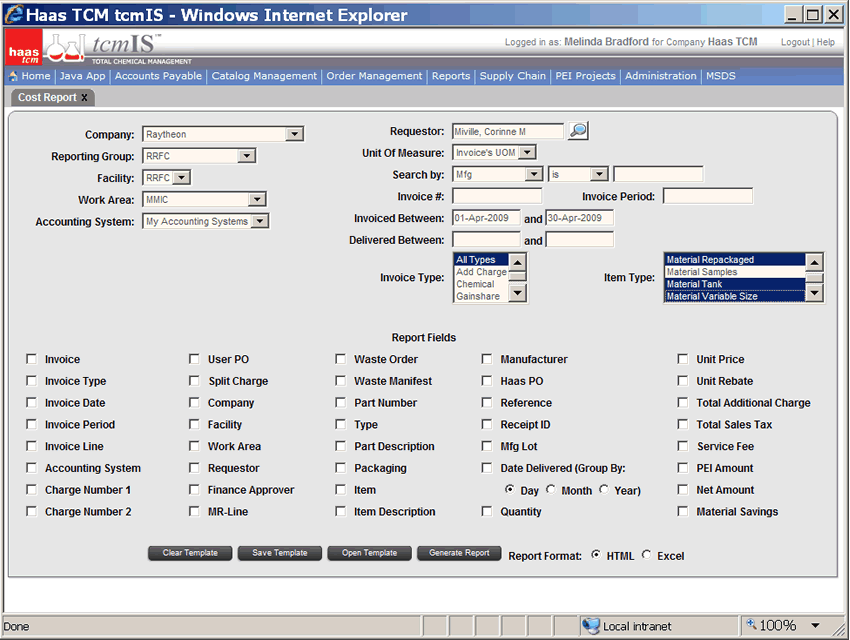 Haas TCM tcmIS - Windows Internet Explorer
haas tcm
tcmIS™
TOTAL CHEMICAL MANAGEMENT
Logged in as: Melinda Bradford for Company Haas TCM
Logout | Help
Home | Java App | Accounts Payable | Catalog Management | Order Management | Reports | Supply Chain | PEI Projects | Administration | MSDS
Cost Report x
Company: Raytheon
Reporting Group: RRFC
Facility: RRFC
Work Area: MMIC
Accounting System: My Accounting Systems
Requestor: Miville, Corinne M
Unit Of Measure: Invoice's UOM
Search by: Mfg is
Invoice #: Invoice Period:
Invoiced Between: 01-Apr-2009 and 30-Apr-2009
Delivered Between: and
Invoice Type:
All Types
Add Charge
Chemical
Gainshare
Item Type:
Material Repackaged
Material Samples
Material Tank
Material Variable Size
Report Fields
Invoice User PO Waste Order Manufacturer Unit Price
Invoice Type Split Charge Waste Manifest Haas PO Unit Rebate
Invoice Date Company Part Number Reference Total Additional Charge
Invoice Period Facility Type Receipt ID Total Sales Tax
Invoice Line Work Area Part Description Mfg Lot Service Fee
Accounting System Requestor Packaging Date Delivered (Group By: PEI Amount
Charge Number 1 Finance Approver Item Day Month Year) Net Amount
Charge Number 2 MR-Line Item Description Quantity Material Savings
Clear Template Save Template Open Template Generate Report Report Format: HTML Excel
Done Local intranet 100%